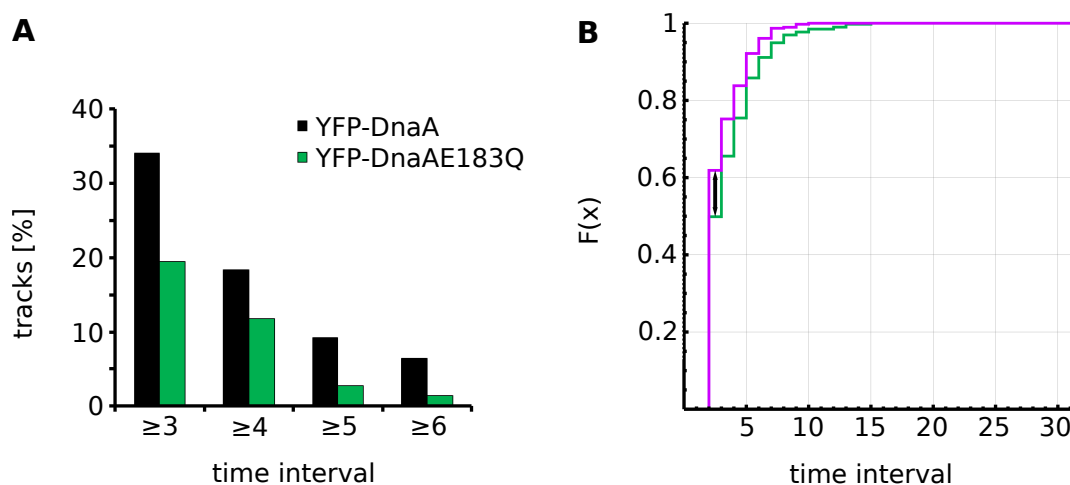 A
40
30
20
10
0
tracks [%]
YFP-DnaA
YFP-DnaAE183Q
≥3 ≥4 ≥5 ≥6
time interval
B
1
0.8
0.6
0.4
0.2
F(x)
5 10 15 20 25 30
time interval